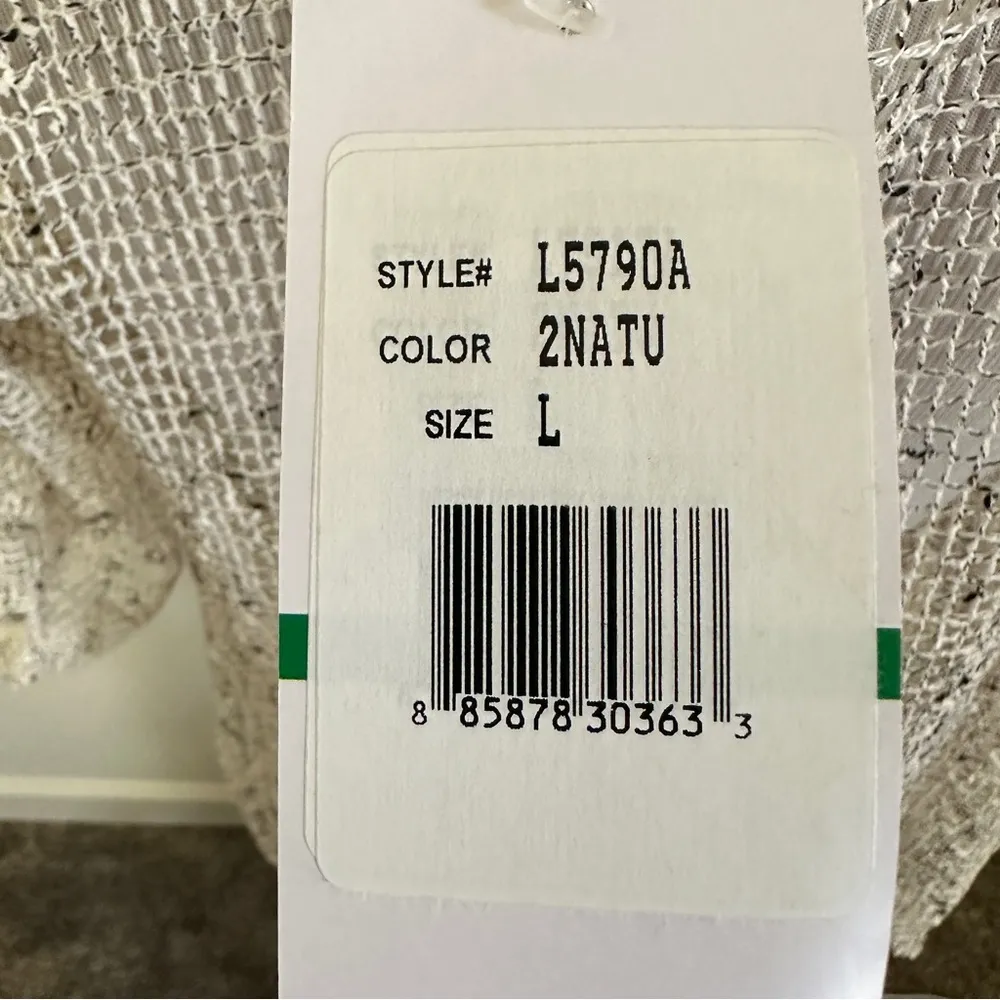 STYLE# L5790A
COLOR 2NATU
SIZE L
8 85878 30363 3